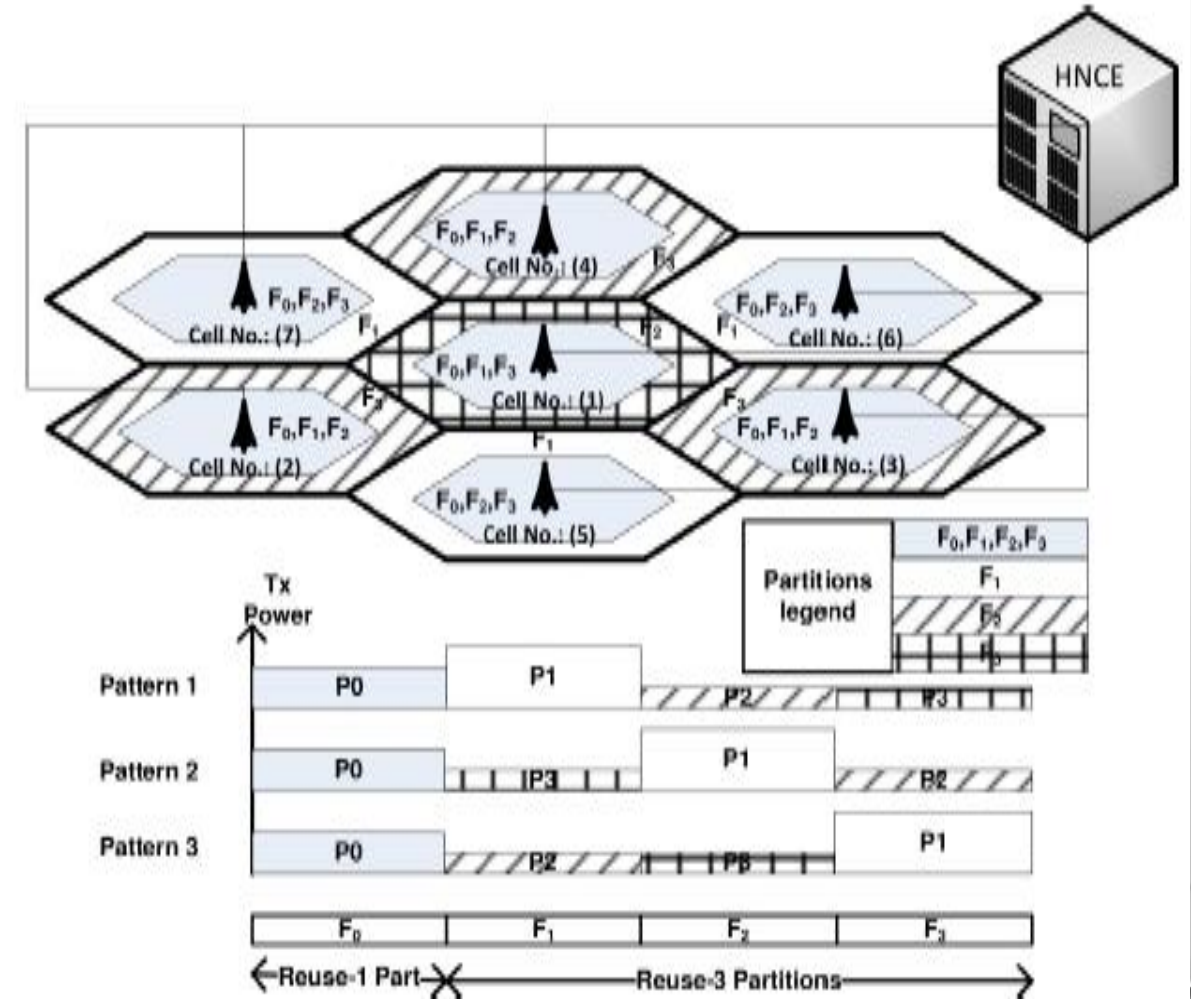 HNCE
F₀,F₁,F₂
F₃
Cell No.: (4)
F₀,F₂,F₃
F₁
Cell No.: (7)
F₀,F₂,F₃
F₁
Cell No.: (6)
F₂
F₀,F₁,F₃
Cell No.: (1)
F₀,F₁,F₂
Cell No.: (2)
F₃
F₀,F₁,F₂
Cell No.: (3)
F₁
F₀,F₂,F₃
Cell No.: (5)
Partitions
legend
F₀,F₁,F₂,F₃
F₁
Tx
Power
Pattern 1 P0 P1 P2 P3
Pattern 2 P0 P3 P1 P2
Pattern 3 P0 P2 P1
F₀ F₁ F₂ F₃
Reuse-1 Part
Reuse-3 Partitions